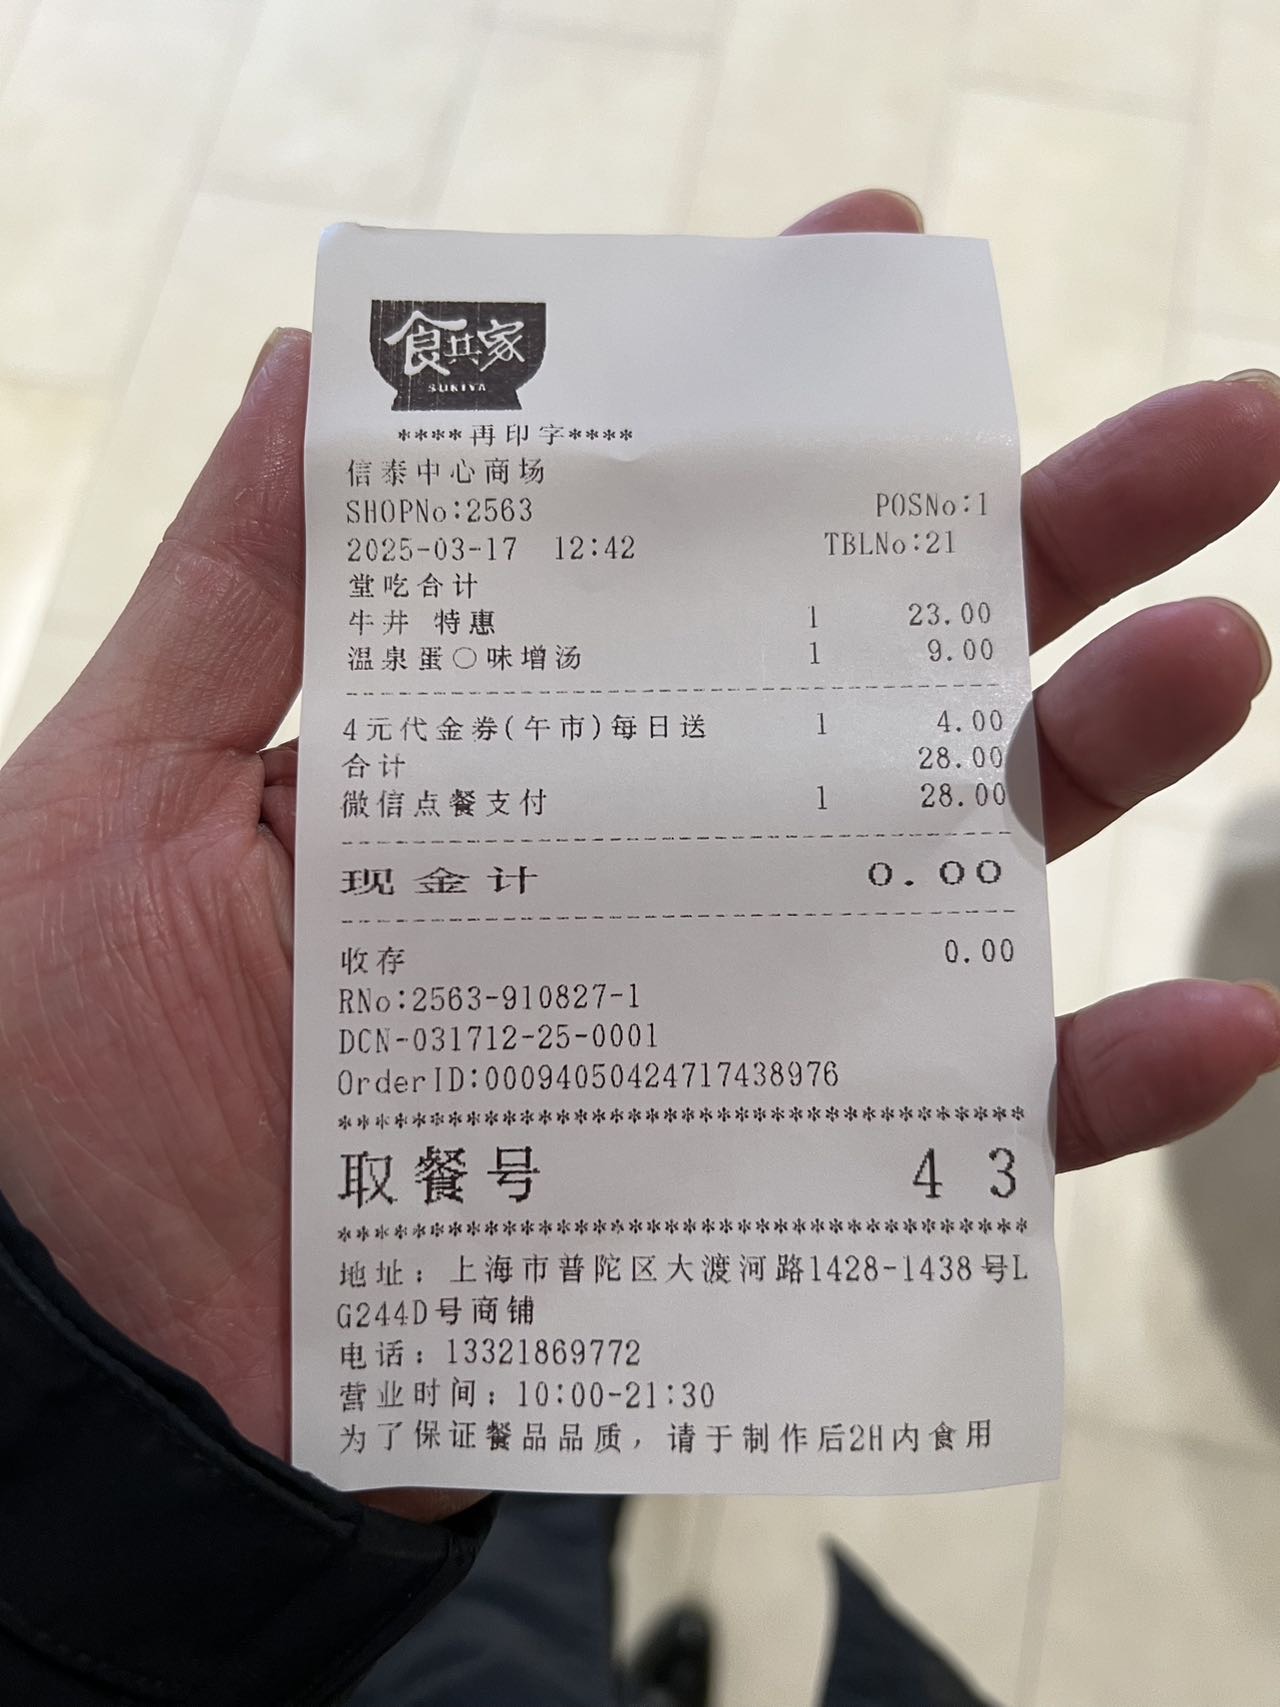 食其家
SUKIYA
****再印字****
信泰中心商场
SHOPNo:2563 POSNo:1
2025-03-17 12:42 TBLNo:21
堂吃合计
牛丼 特惠 1 23.00
温泉蛋〇味增汤 1 9.00
4元代金券(午市)每日送 1 4.00
合计 28.00
微信点餐支付 1 28.00
现金计 0.00
收存 0.00
RNo:2563-910827-1
DCN-031712-25-0001
OrderID:00094050424717438976
**************************************
取餐号 43
**************************************
地址：上海市普陀区大渡河路1428-1438号L
G244D号商铺
电话：13321869772
营业时间：10:00-21:30
为了保证餐品品质，请于制作后2H内食用